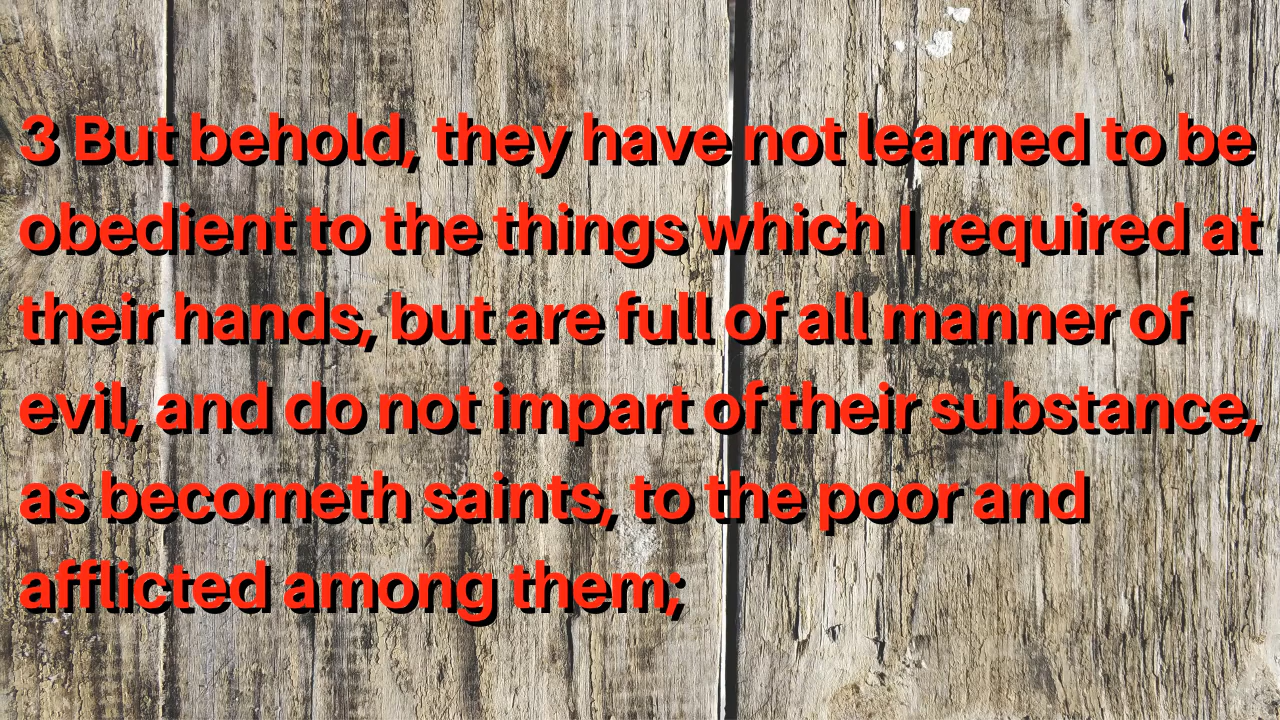 3 But behold, they have not learned to be
obedient to the things which I required at
their hands, but are full of all manner of
evil, and do not impart of their substance,
as becometh saints, to the poor and
afflicted among them;